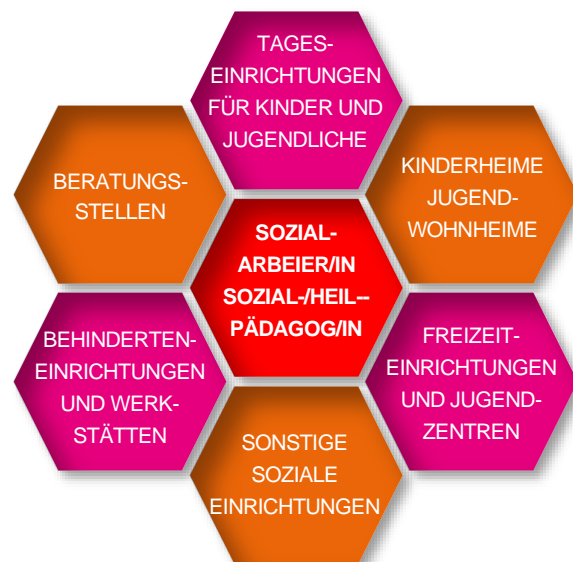 TAGES-
EINRICHTUNGEN
FÜR KINDER UND
JUGENDLICHE
BERATUNGS-
STELLEN
KINDERHEIME
JUGEND-
WOHNHEIME
SOZIAL-
ARBEIER/IN
SOZIAL-/HEIL--
PÄDAGOG/IN
BEHINDERTEN-
EINRICHTUNGEN
UND WERK-
STÄTTEN
FREIZEIT-
EINRICHTUNGEN
UND JUGEND-
ZENTREN
SONSTIGE
SOZIALE
EINRICHTUNGEN